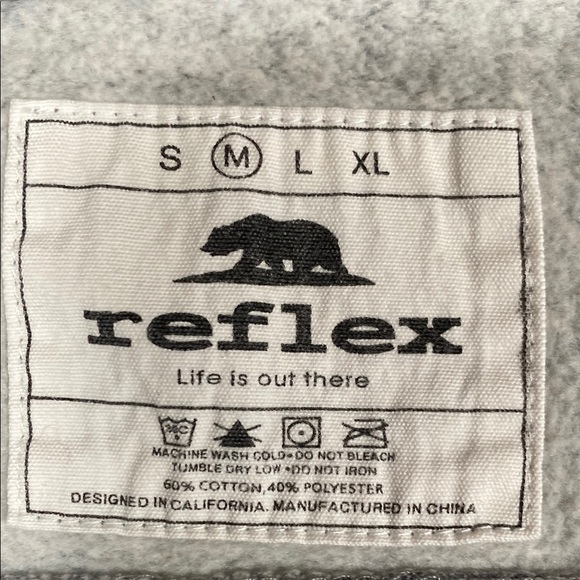 S M L XL
reflex
Life is out there
30C
MACHINE WASH COLD•DO NOT BLEACH
TUMBLE DRY LOW•DO NOT IRON
60% COTTON, 40% POLYESTER
DESIGNED IN CALIFORNIA. MANUFACTURED IN CHINA